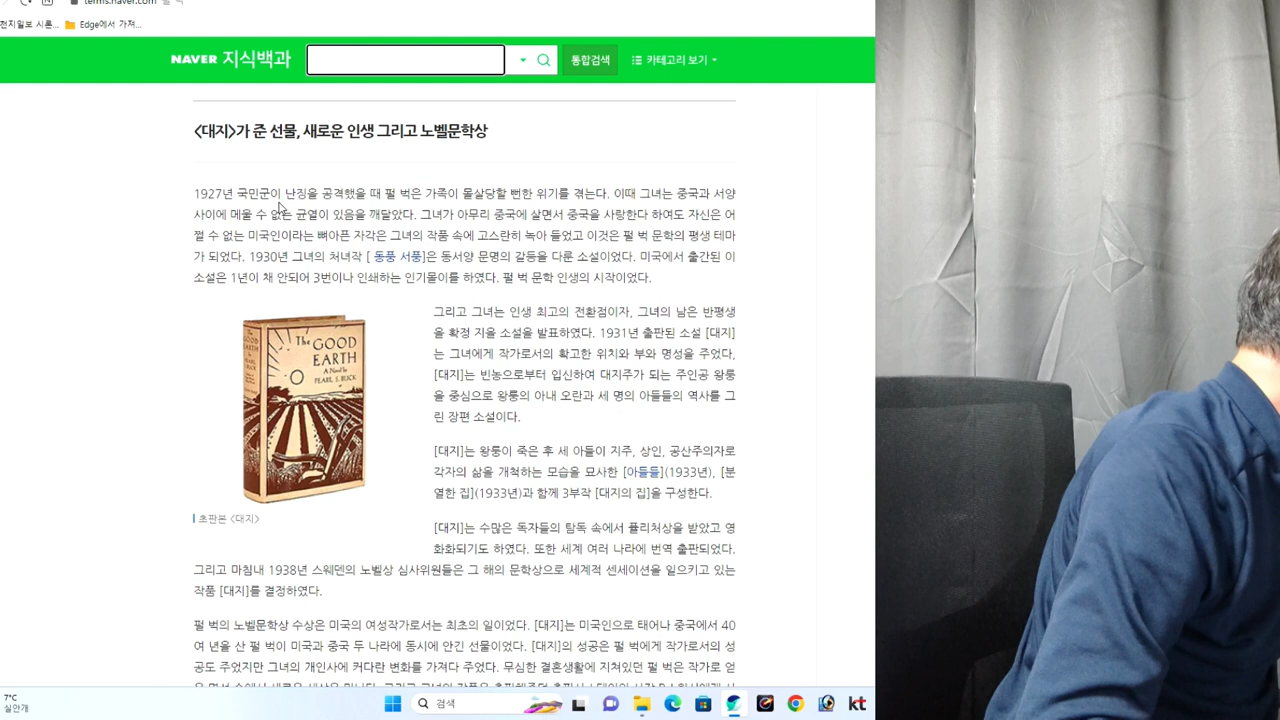 terms.naver.com
전지일보 시론...
Edge에서 가져...
NAVER 지식백과
통합검색
카테고리 보기
<대지>가 준 선물, 새로운 인생 그리고 노벨문학상
1927년 국민군이 난징을 공격했을 때 펄 벅은 가족이 몰살당할 뻔한 위기를 겪는다. 이때 그녀는 중국과 서양
사이에 메울 수 없는 균열이 있음을 깨달았다. 그녀가 아무리 중국에 살면서 중국을 사랑한다 하여도 자신은 어
쩔 수 없는 미국인이라는 뼈아픈 자각은 그녀의 작품 속에 고스란히 녹아 들었고 이것은 펄 벅 문학의 평생 테마
가 되었다. 1930년 그녀의 처녀작 [ 동풍 서풍]은 동서양 문명의 갈등을 다룬 소설이었다. 미국에서 출간된 이
소설은 1년이 채 안되어 3번이나 인쇄하는 인기몰이를 하였다. 펄 벅 문학 인생의 시작이었다.
The GOOD
EARTH
A Novel by
PEARL S. BUCK
초판본 <대지>
그리고 그녀는 인생 최고의 전환점이자, 그녀의 남은 반평생
을 확정 지을 소설을 발표하였다. 1931년 출판된 소설 [대지]
는 그녀에게 작가로서의 확고한 위치와 부와 명성을 주었다.
[대지]는 빈농으로부터 입신하여 대지주가 되는 주인공 왕룽
을 중심으로 왕룽의 아내 오란과 세 명의 아들들의 역사를 그
린 장편 소설이다.
[대지]는 왕룽이 죽은 후 세 아들이 지주, 상인, 공산주의자로
각자의 삶을 개척하는 모습을 묘사한 [아들들](1933년), [분
열한 집](1933년)과 함께 3부작 [대지의 집]을 구성한다.
[대지]는 수많은 독자들의 탐독 속에서 퓰리처상을 받았고 영
화화되기도 하였다. 또한 세계 여러 나라에 번역 출판되었다.
그리고 마침내 1938년 스웨덴의 노벨상 심사위원들은 그 해의 문학상으로 세계적 센세이션을 일으키고 있는
작품 [대지]를 결정하였다.
펄 벅의 노벨문학상 수상은 미국의 여성작가로서는 최초의 일이었다. [대지]는 미국인으로 태어나 중국에서 40
여 년을 산 펄 벅이 미국과 중국 두 나라에 동시에 안긴 선물이었다. [대지]의 성공은 펄 벅에게 작가로서의 성
공도 주었지만 그녀의 개인사에 커다란 변화를 가져다 주었다. 무심한 결혼생활에 지쳤던 펄 벅은 작가로 얻
7°C
실안개
검색
kt